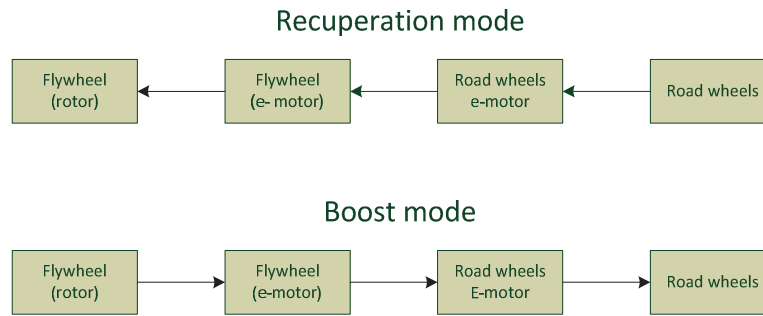 Recuperation mode
Flywheel
(rotor)
Flywheel
(e- motor)
Road wheels
e-motor
Road wheels
Boost mode
Flywheel
(rotor)
Flywheel
(e-motor)
Road wheels
E-motor
Road wheels